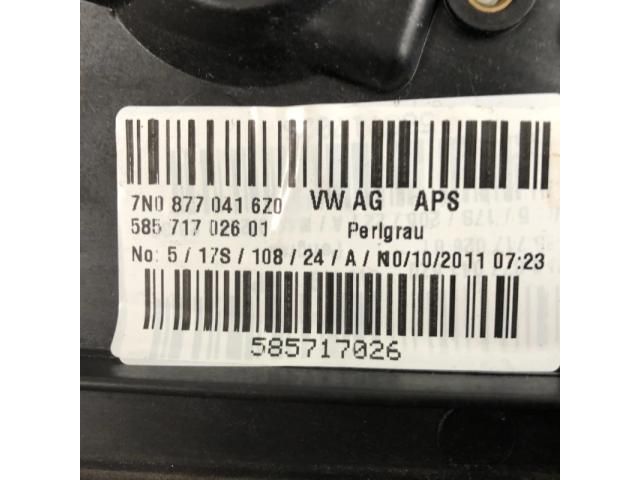 7N0 877 041 6Z0 VW AG APS
585 717 026 01 Perlgrau
No: 5 / 17S / 108 / 24 / A / 10/10/2011 07:23
585717026